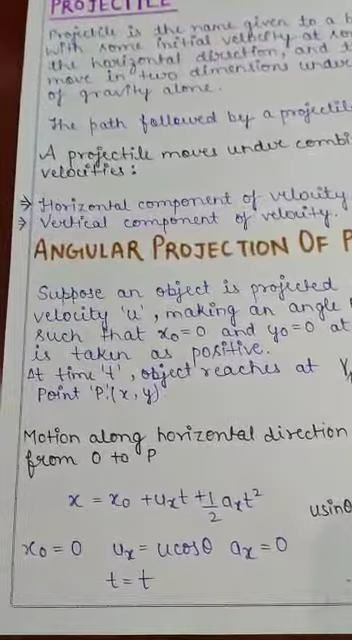 PROJECTILE
Projectile is the name given to a b
with some initial velocity at so
the horizontal direction, and t
move in two dimensions under
of gravity alone.
The path followed by a projectil
A projectile moves under combi
velocities:
→ Horizontal component of velocity
→ Vertical component of velocity.
ANGULAR PROJECTION OF P
Suppose an object is projected
velocity 'u', making an angle
such that x₀=0 and y₀=0 at
is taken as positive.
At time 't', object reaches at
Point 'P'(x,y)
Motion along horizontal direction
from O to P
x = x₀ + uₓt + 1/2 aₓt²
usinθ
x₀ = 0 uₓ = ucosθ aₓ = 0
t = t